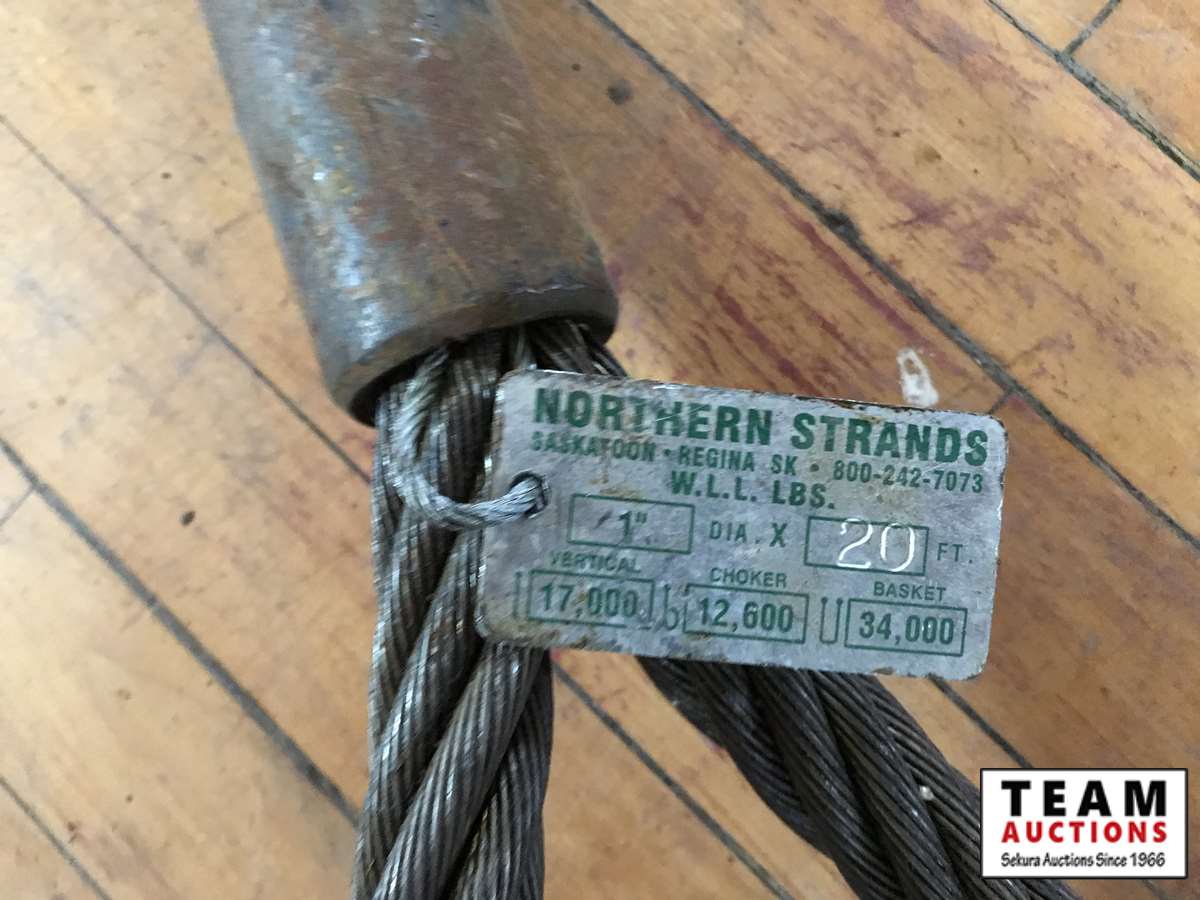 NORTHERN STRANDS
SASKATOON • REGINA SK • 800-242-7073
W.L.L. LBS.
1" DIA. X 20 FT.
VERTICAL CHOKER BASKET
17,000 12,600 34,000
TEAM
AUCTIONS
Sekura Auctions Since 1966